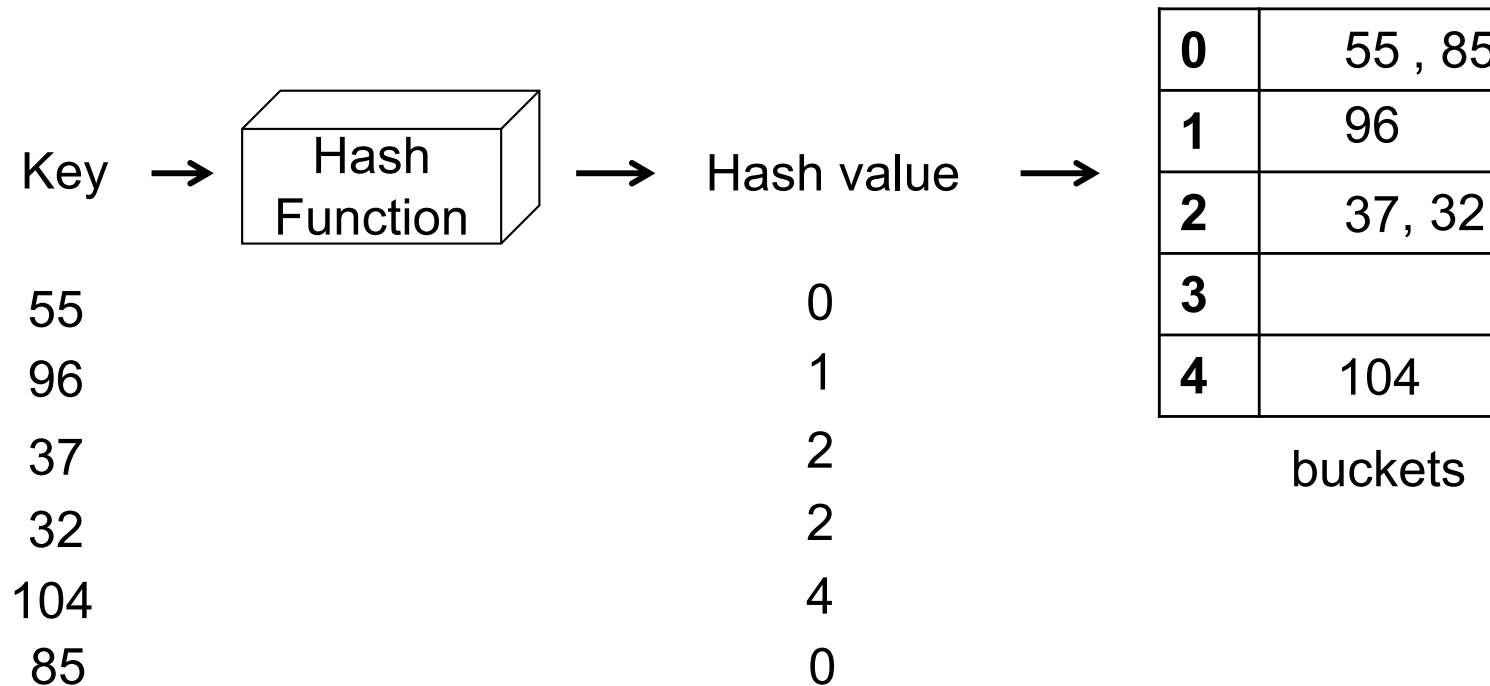 Key → Hash Function → Hash value →
55 0
96 1
37 2
32 2
104 4
85 0
0 55 , 85
1 96
2 37, 32
3
4 104
buckets